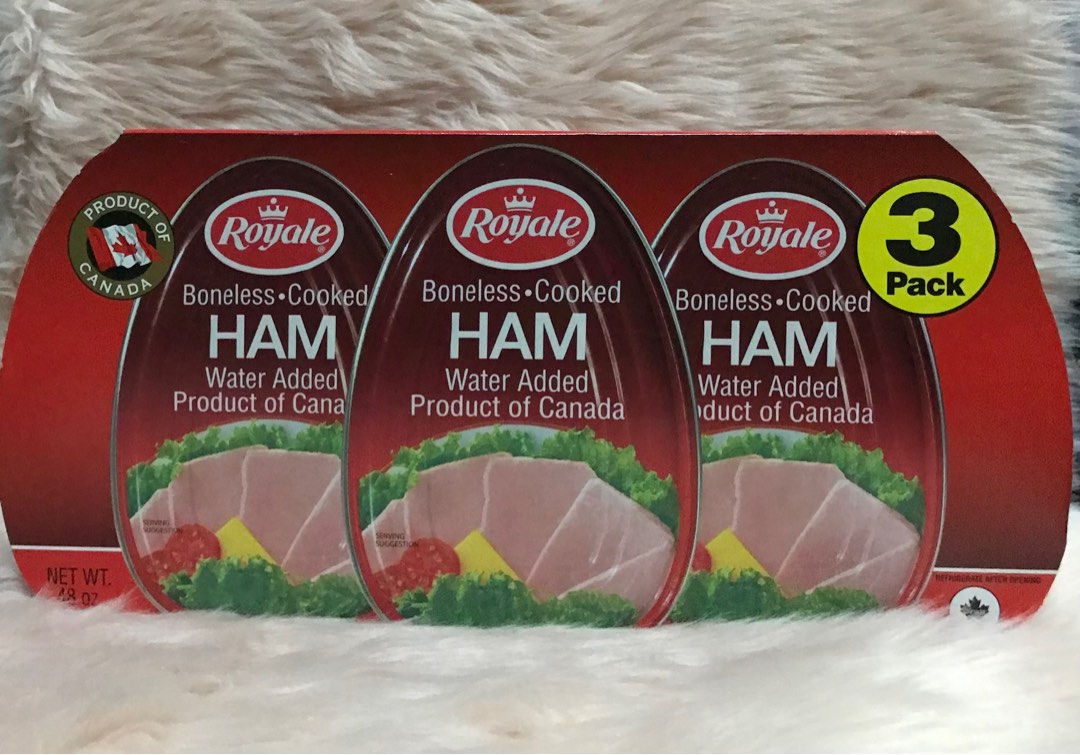 PRODUCT OF
CANADA
Royale
Boneless•Cooked
HAM
Water Added
Product of Cana
SERVING
SUGGESTION
NET WT.
48 OZ
Royale
Boneless•Cooked
HAM
Water Added
Product of Canada
SERVING
SUGGESTION
Royale
Boneless•Cooked
HAM
Water Added
duct of Canada
3
Pack
REFRIGERATE AFTER OPENING